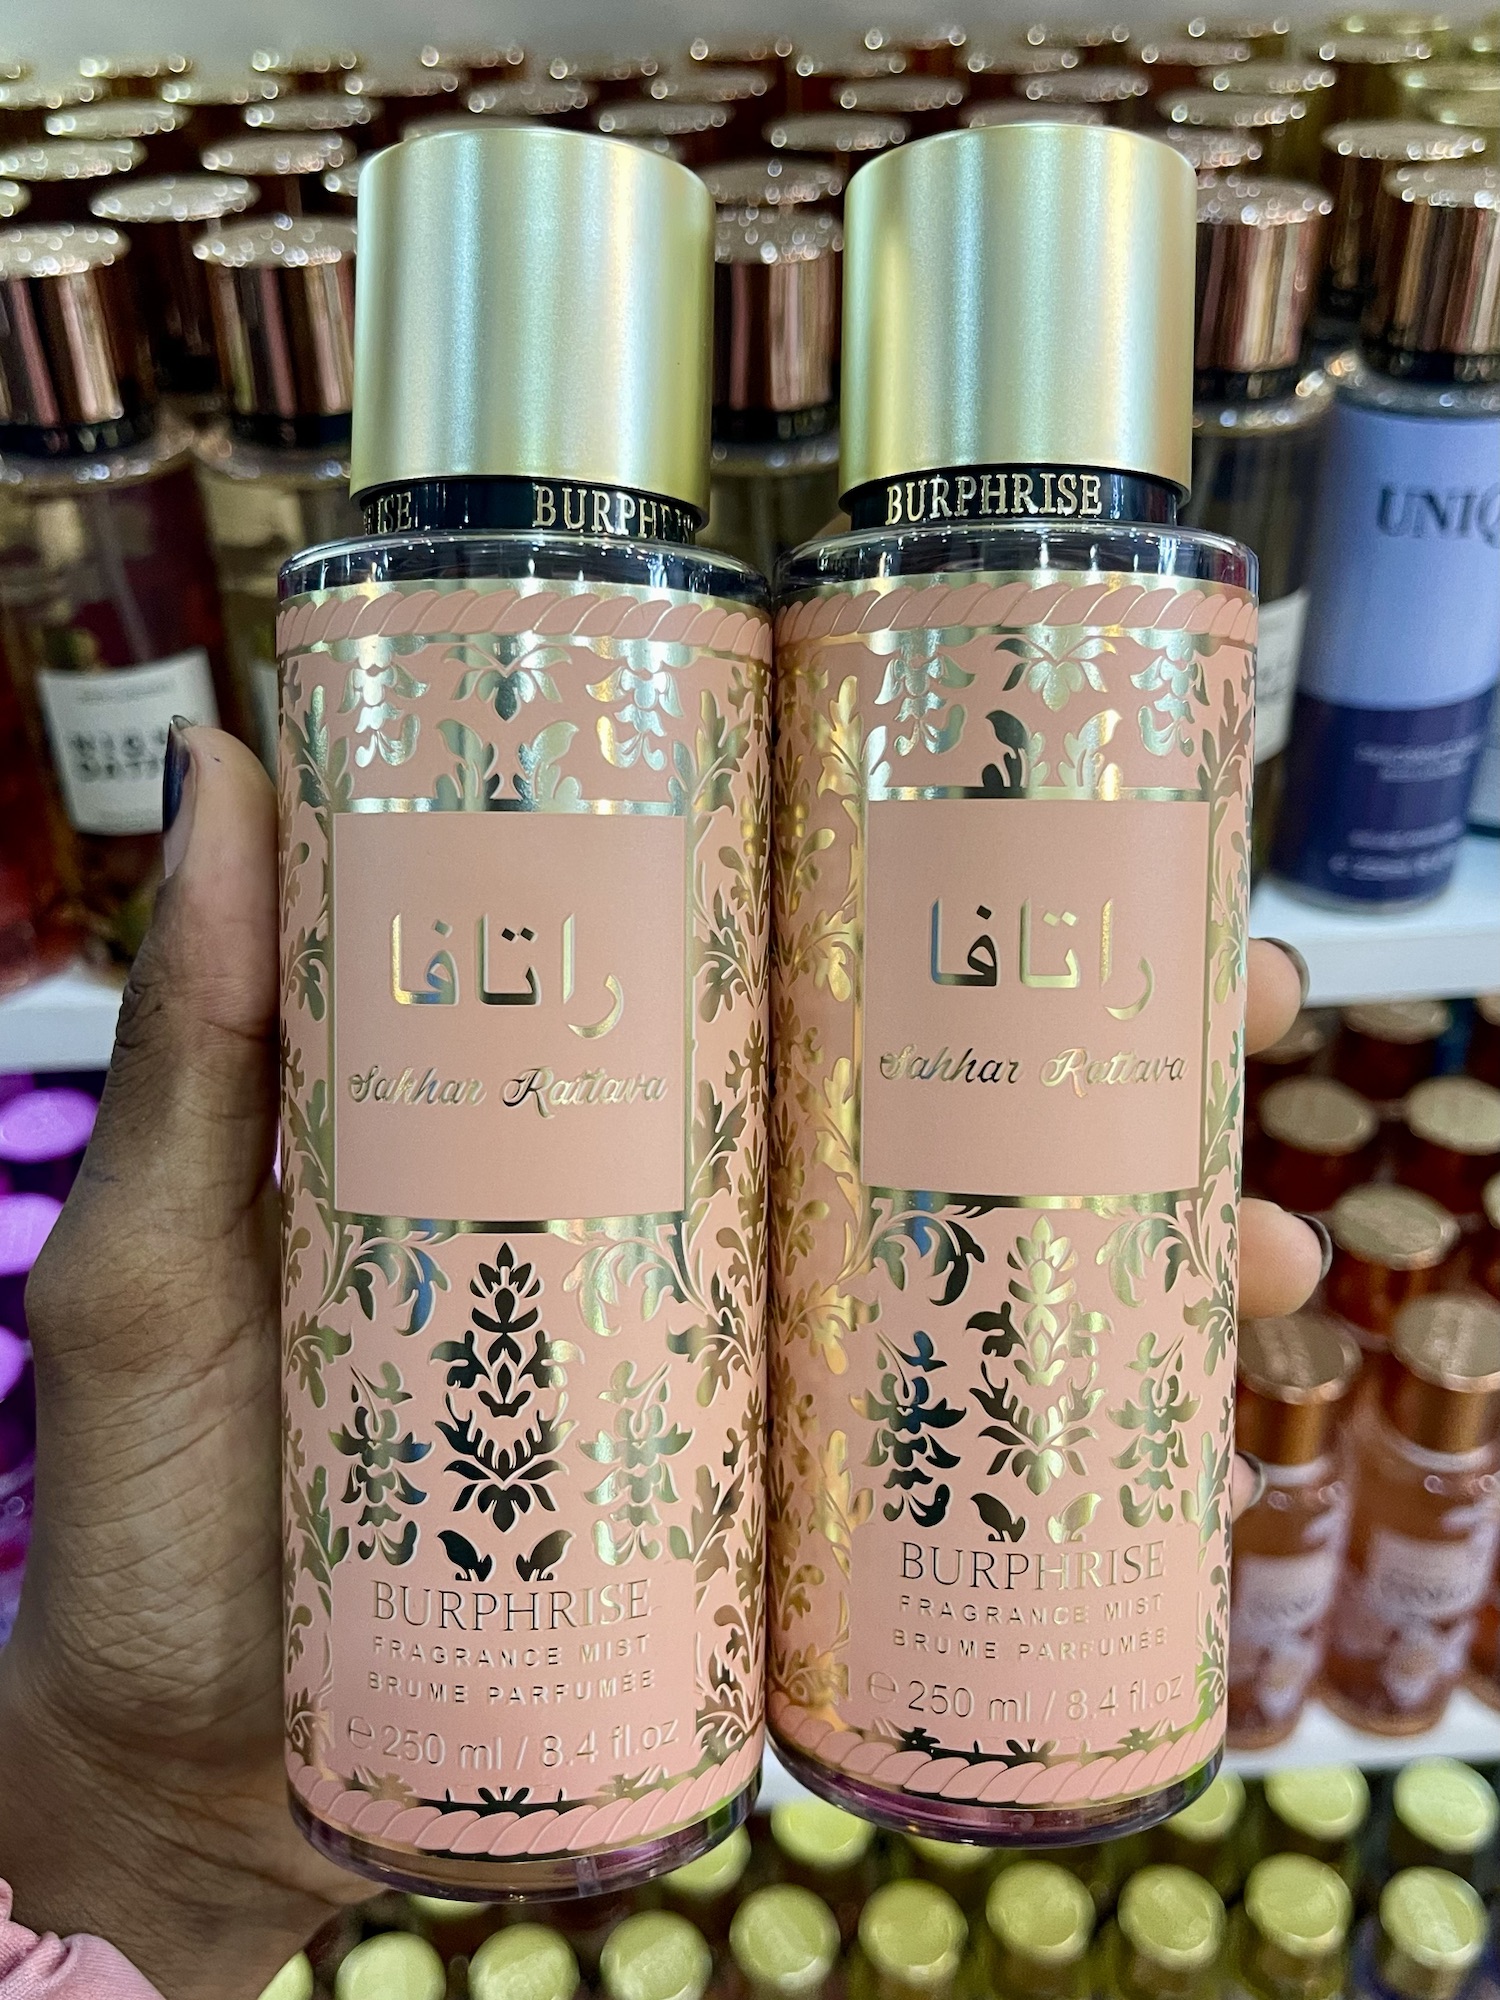 BURPHRISE
راتافا
Sahhar Rattava
BURPHRISE
FRAGRANCE MIST
BRUME PARFUMÉE
℮ 250 ml / 8.4 fl.oz
BURPHRISE
راتافا
Sahhar Rattava
BURPHRISE
FRAGRANCE MIST
BRUME PARFUMÉE
℮ 250 ml / 8.4 fl.oz